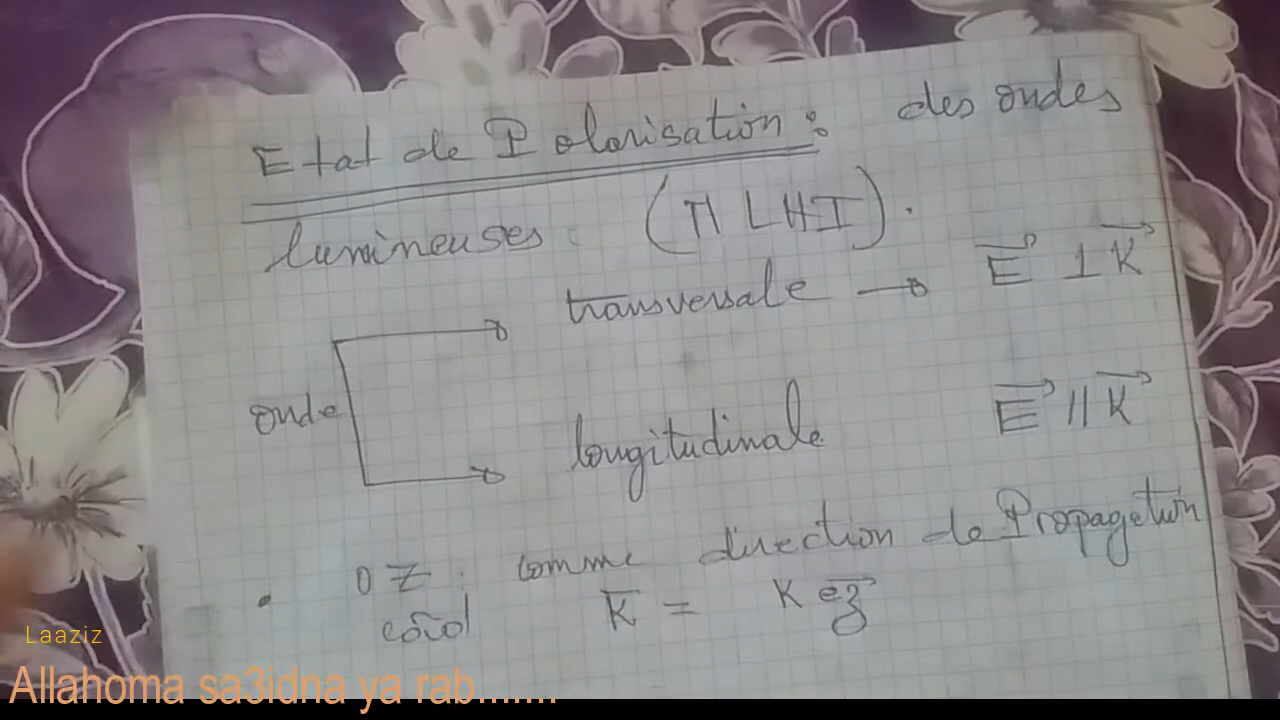 Etat de Polarisation : des ondes
lumineuses : (M L H I).
transversale → E ⊥ K
onde
longitudinale E // K
• OZ : comme direction de Propagation
K = K ez
Laaziz
Allahoma sa3idna ya rab.......